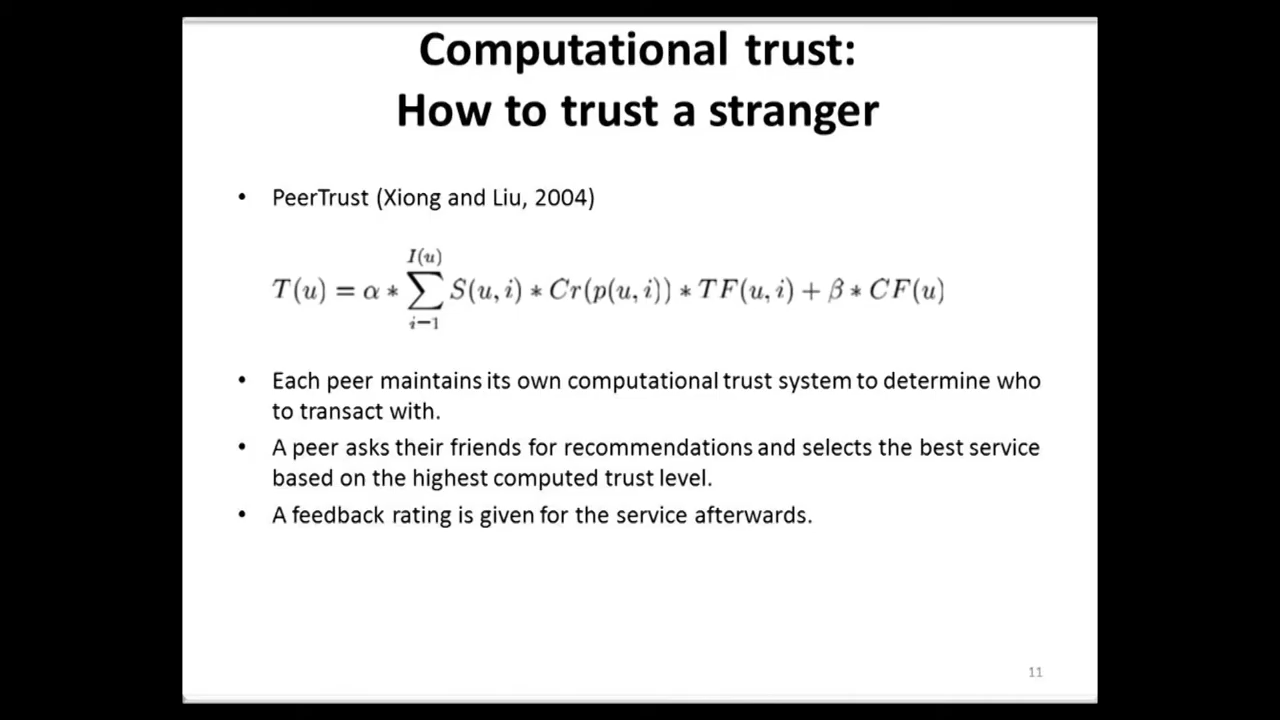 Computational trust:
How to trust a stranger
• PeerTrust (Xiong and Liu, 2004)
I(u)
T(u) = α * ∑ S(u, i) * Cr(p(u, i)) * TF(u, i) + β * CF(u)
i=1
• Each peer maintains its own computational trust system to determine who
to transact with.
• A peer asks their friends for recommendations and selects the best service
based on the highest computed trust level.
• A feedback rating is given for the service afterwards.
11